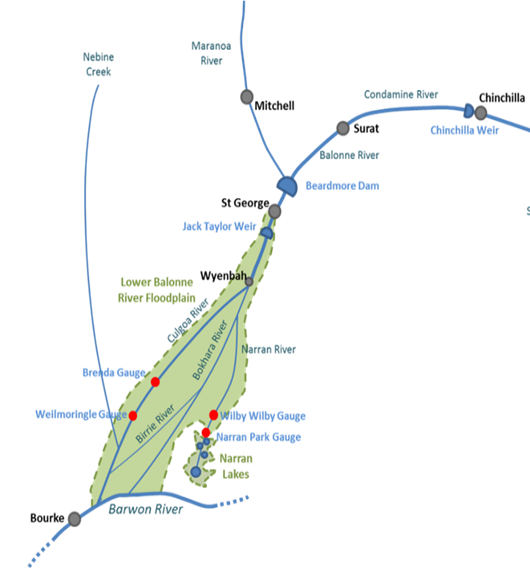 Maranoa
River
Nebine
Creek
Mitchell
Condamine River
Chinchilla
Surat
Chinchilla Weir
Balonne River
Beardmore Dam
St George
S
Jack Taylor Weir
Wyenbah
Lower Balonne
River Floodplain
Culgoa River
Bokhara River
Narran River
Brenda Gauge
Weilmoringle Gauge
Birrie River
Wilby Wilby Gauge
Narran Park Gauge
Narran
Lakes
Barwon River
Bourke